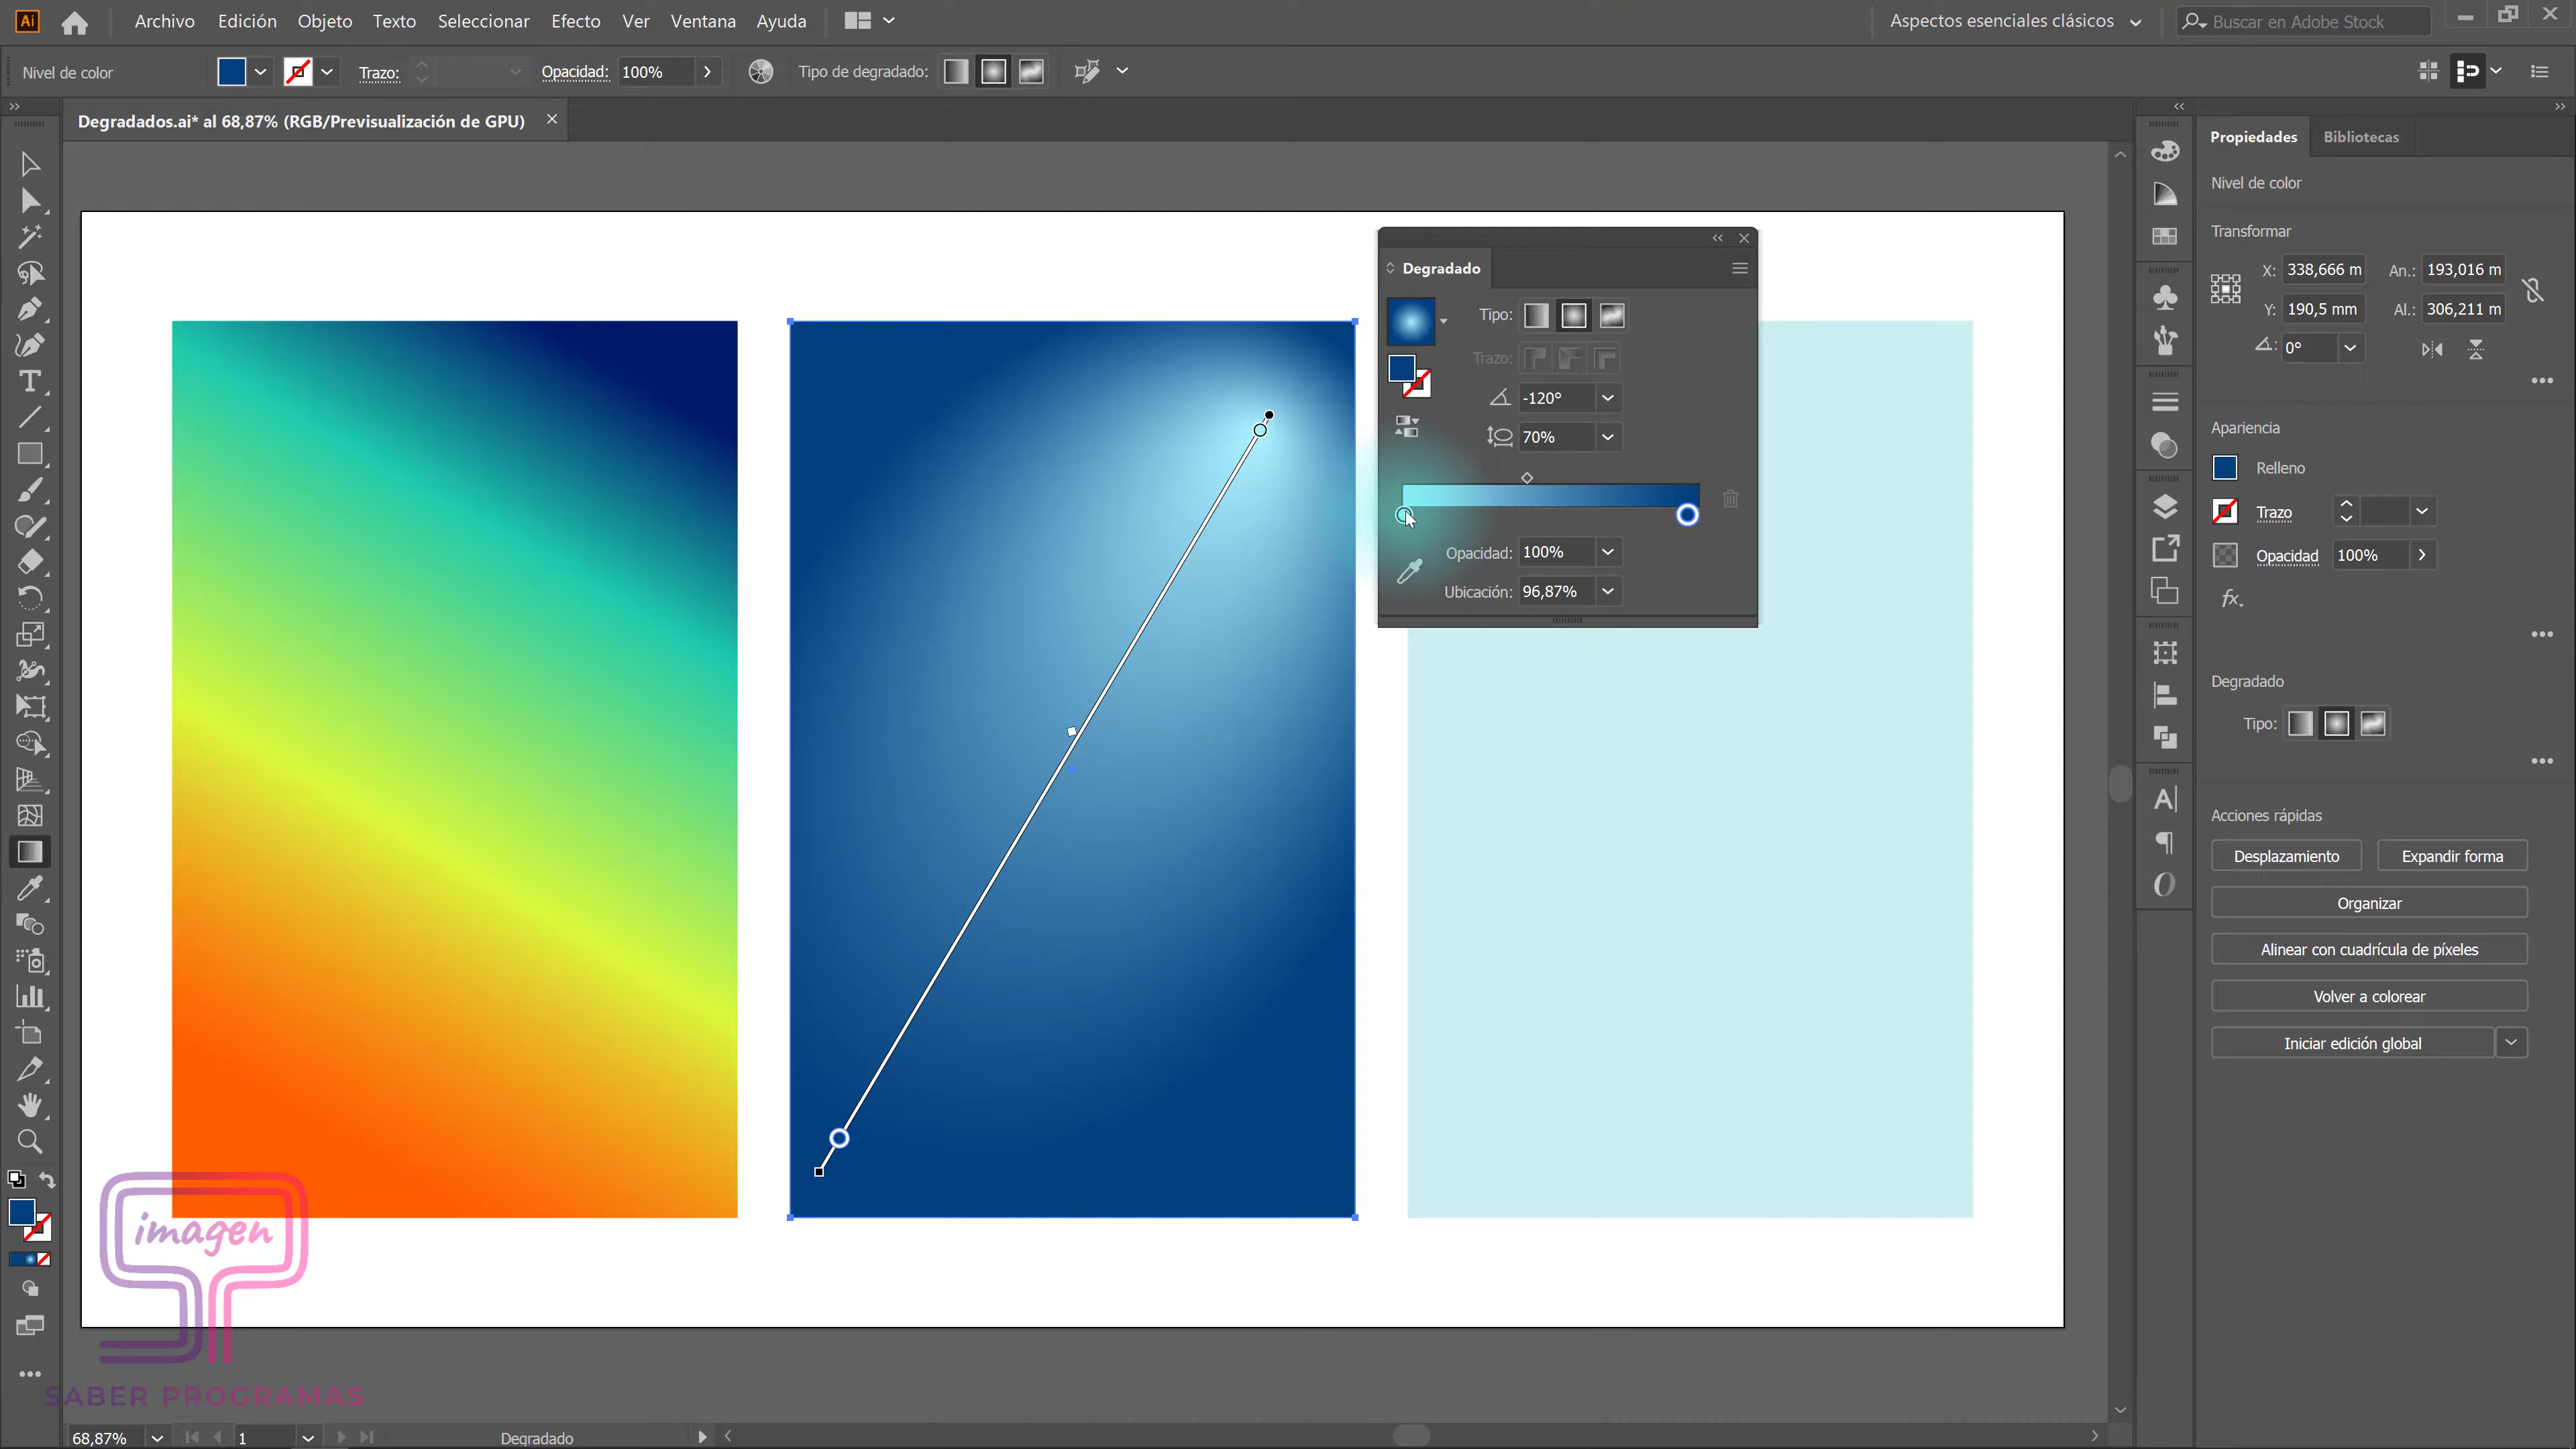 Ai Archivo Edición Objeto Texto Seleccionar Efecto Ver Ventana Ayuda Aspectos esenciales clásicos Buscar en Adobe Stock
Nivel de color Trazo: Opacidad: 100% Tipo de degradado:
Degradados.ai* al 68,87% (RGB/Previsualización de GPU)
Degradado
Tipo:
Trazo:
-120°
70%
Opacidad: 100%
Ubicación: 96,87%
Propiedades Bibliotecas
Nivel de color
Transformar
X: 338,666 m An.: 193,016 m
Y: 190,5 mm Al.: 306,211 m
0°
Apariencia
Relleno
Trazo
Opacidad 100%
fx
Degradado
Tipo:
Acciones rápidas
Desplazamiento Expandir forma
Organizar
Alinear con cuadrícula de píxeles
Volver a colorear
Iniciar edición global
imagen
SABER PROGRAMAS
68,87% 1 Degradado